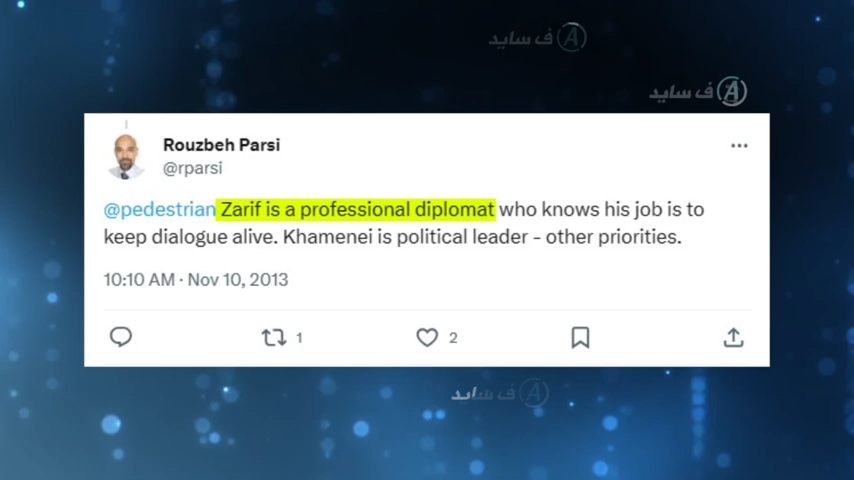 ف ساید
ف ساید
Rouzbeh Parsi
@rparsi
@pedestrian Zarif is a professional diplomat who knows his job is to
keep dialogue alive. Khamenei is political leader - other priorities.
10:10 AM · Nov 10, 2013
1
2
ف ساید